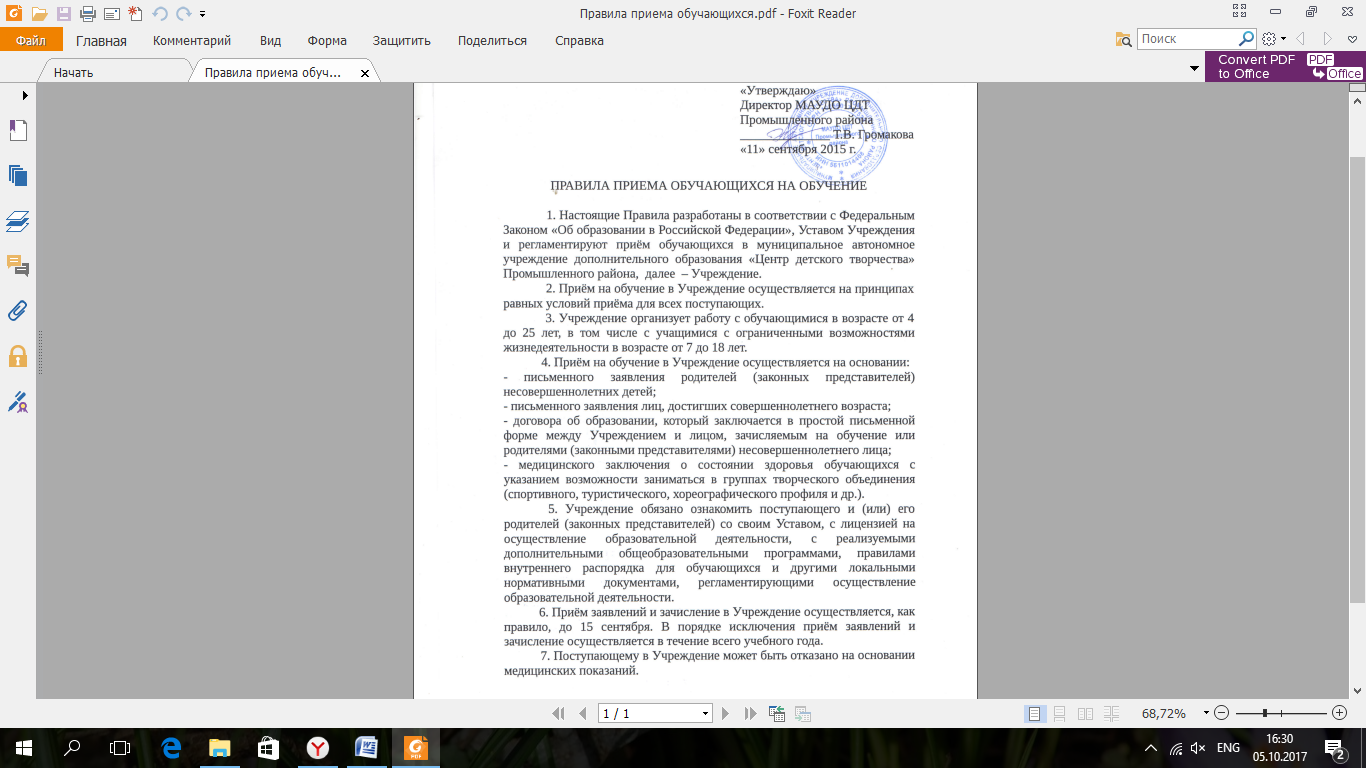 Правила приема обучающихся.pdf - Foxit Reader
Файл Главная Комментарий Вид Форма Защитить Поделиться Справка Поиск
Начать Правила приема обуч... Convert PDF to Office PDF Office
«Утверждаю»
Директор МАУДО ЦДТ
Промышленного района
Т.В. Громакова
«11» сентября 2015 г.
ПРАВИЛА ПРИЕМА ОБУЧАЮЩИХСЯ НА ОБУЧЕНИЕ
1. Настоящие Правила разработаны в соответствии с Федеральным
Законом «Об образовании в Российской Федерации», Уставом Учреждения
и регламентируют приём обучающихся в муниципальное автономное
учреждение дополнительного образования «Центр детского творчества»
Промышленного района, далее – Учреждение.
2. Приём на обучение в Учреждение осуществляется на принципах
равных условий приёма для всех поступающих.
3. Учреждение организует работу с обучающимися в возрасте от 4
до 25 лет, в том числе с учащимися с ограниченными возможностями
жизнедеятельности в возрасте от 7 до 18 лет.
4. Приём на обучение в Учреждение осуществляется на основании:
- письменного заявления родителей (законных представителей)
несовершеннолетних детей;
- письменного заявления лиц, достигших совершеннолетнего возраста;
- договора об образовании, который заключается в простой письменной
форме между Учреждением и лицом, зачисляемым на обучение или
родителями (законными представителями) несовершеннолетнего лица;
- медицинского заключения о состоянии здоровья обучающихся с
указанием возможности заниматься в группах творческого объединения
(спортивного, туристического, хореографического профиля и др.).
5. Учреждение обязано ознакомить поступающего и (или) его
родителей (законных представителей) со своим Уставом, с лицензией на
осуществление образовательной деятельности, с реализуемыми
дополнительными общеобразовательными программами, правилами
внутреннего распорядка для обучающихся и другими локальными
нормативными документами, регламентирующими осуществление
образовательной деятельности.
6. Приём заявлений и зачисление в Учреждение осуществляется, как
правило, до 15 сентября. В порядке исключения приём заявлений и
зачисление осуществляется в течение всего учебного года.
7. Поступающему в Учреждение может быть отказано на основании
медицинских показаний.
1 / 1 68,72%
ENG 16:30
05.10.2017 2